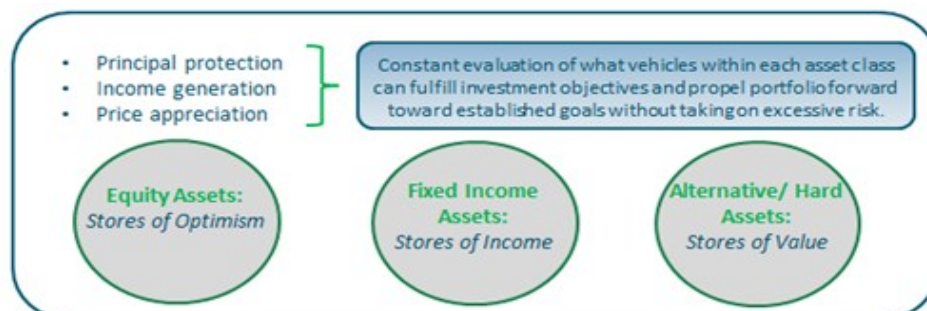 • Principal protection
• Income generation
• Price appreciation
Constant evaluation of what vehicles within each asset class
can fulfill investment objectives and propel portfolio forward
toward established goals without taking on excessive risk.
Equity Assets:
Stores of Optimism
Fixed Income
Assets:
Stores of Income
Alternative/ Hard
Assets:
Stores of Value